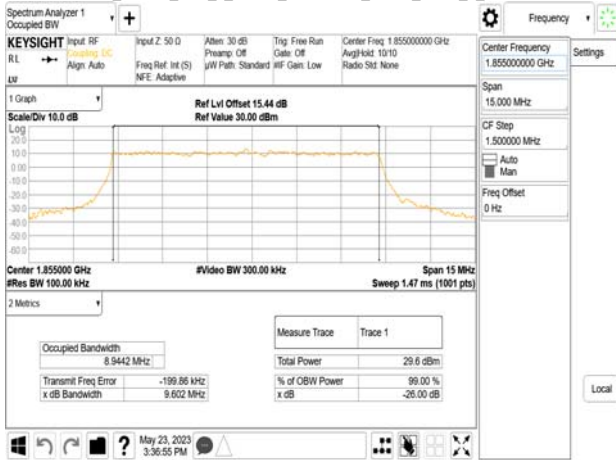 Spectrum Analyzer 1
Occupied BW
+
Frequency
KEYSIGHT
Input: RF
Coupling: DC
Align: Auto
RL
LXI
Input Z: 50 Ω
Freq Ref: Int (S)
NFE: Adaptive
Atten: 30 dB
Preamp: Off
µW Path: Standard
Trig: Free Run
Gate: Off
#IF Gain: Low
Center Freq: 1.855000000 GHz
Avg|Hold: 10/10
Radio Std: None
Center Frequency
1.855000000 GHz
Settings
Span
15.000 MHz
CF Step
1.500000 MHz
Auto
Man
Freq Offset
0 Hz
Local
1 Graph
Scale/Div 10.0 dB
Ref Lvl Offset 15.44 dB
Ref Value 30.00 dBm
Log
20.0
10.0
0.00
-10.0
-20.0
-30.0
-40.0
-50.0
-60.0
Center 1.855000 GHz
#Res BW 100.00 kHz
#Video BW 300.00 kHz
Span 15 MHz
Sweep 1.47 ms (1001 pts)
2 Metrics
Measure Trace Trace 1
Occupied Bandwidth
8.9442 MHz
Total Power 29.6 dBm
Transmit Freq Error -199.86 kHz
% of OBW Power 99.00 %
x dB Bandwidth 9.602 MHz
x dB -26.00 dB
?
May 23, 2023
3:36:55 PM